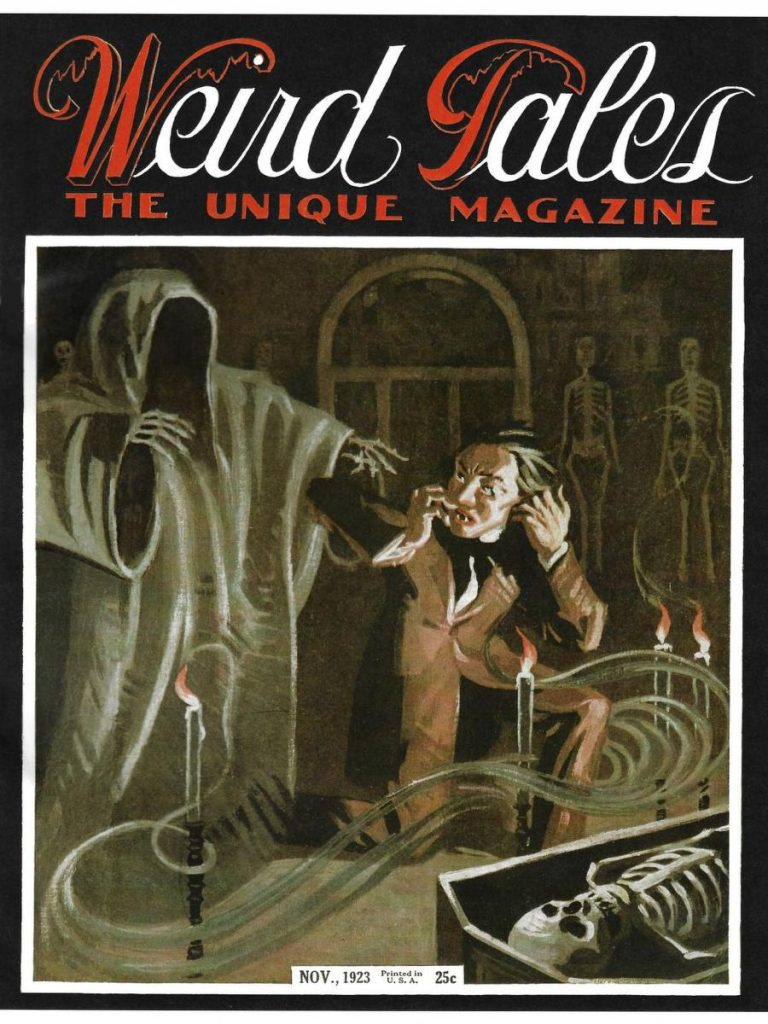 Weird Tales
THE UNIQUE MAGAZINE
NOV., 1923 Printed in U. S. A. 25c